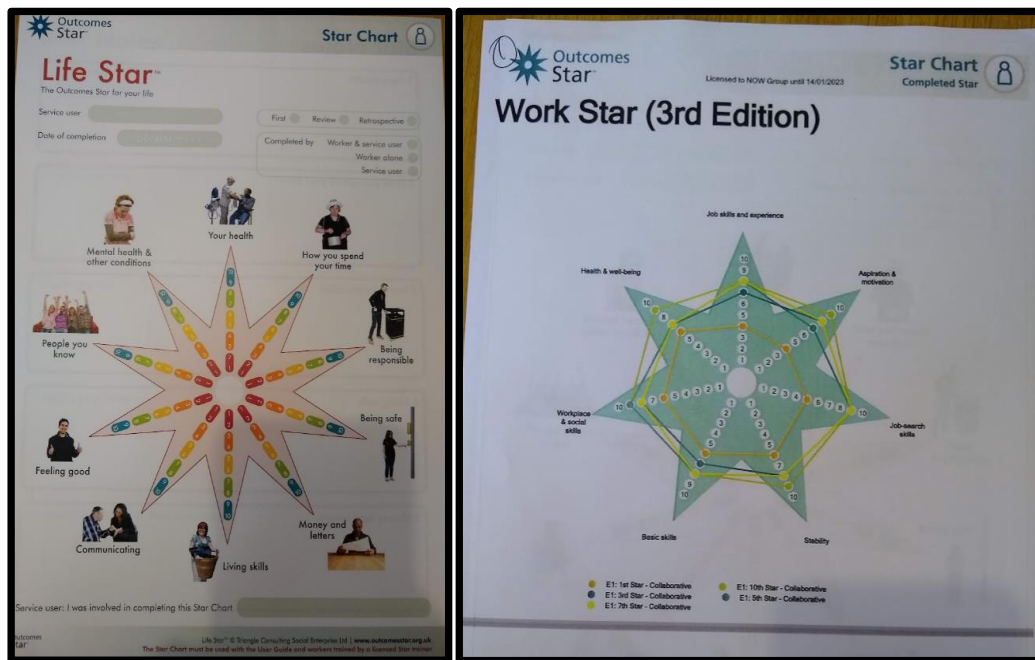 Outcomes
Star™
Star Chart
Life Star™
The Outcomes Star for your life
Service user
Date of completion
First
Review
Retrospective
Completed by
Worker & service user
Worker alone
Service user
Your health
Mental health &
other conditions
How you spend
your time
People you
know
Being
responsible
Feeling good
Being safe
Communicating
Living skills
Money and
letters
Service user: I was involved in completing this Star Chart
Outcomes
Star
Life Star™ © Triangle Consulting Social Enterprise Ltd | www.outcomesstar.org.uk
The Star Chart must be used with the User Guide and workers trained by a licensed Star trainer
Outcomes
Star™
Licensed to NOW Group until 14/01/2023
Star Chart
Completed Star
Work Star (3rd Edition)
Job skills and experience
Health & well-being
Aspiration &
motivation
Workplace
& social
skills
Job-search
skills
Basic skills
Stability
E1: 1st Star - Collaborative
E1: 3rd Star - Collaborative
E1: 7th Star - Collaborative
E1: 10th Star - Collaborative
E1: 5th Star - Collaborative